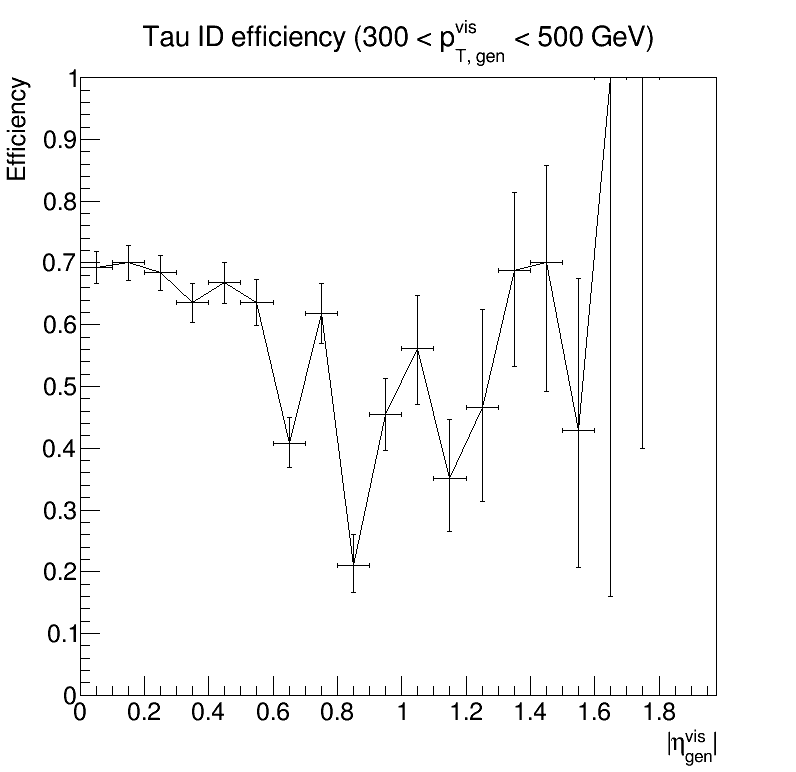 Tau ID efficiency (300 < p^vis_T, gen < 500 GeV)
Efficiency
1
0.9
0.8
0.7
0.6
0.5
0.4
0.3
0.2
0.1
0
0 0.2 0.4 0.6 0.8 1 1.2 1.4 1.6 1.8
|η^vis_gen|